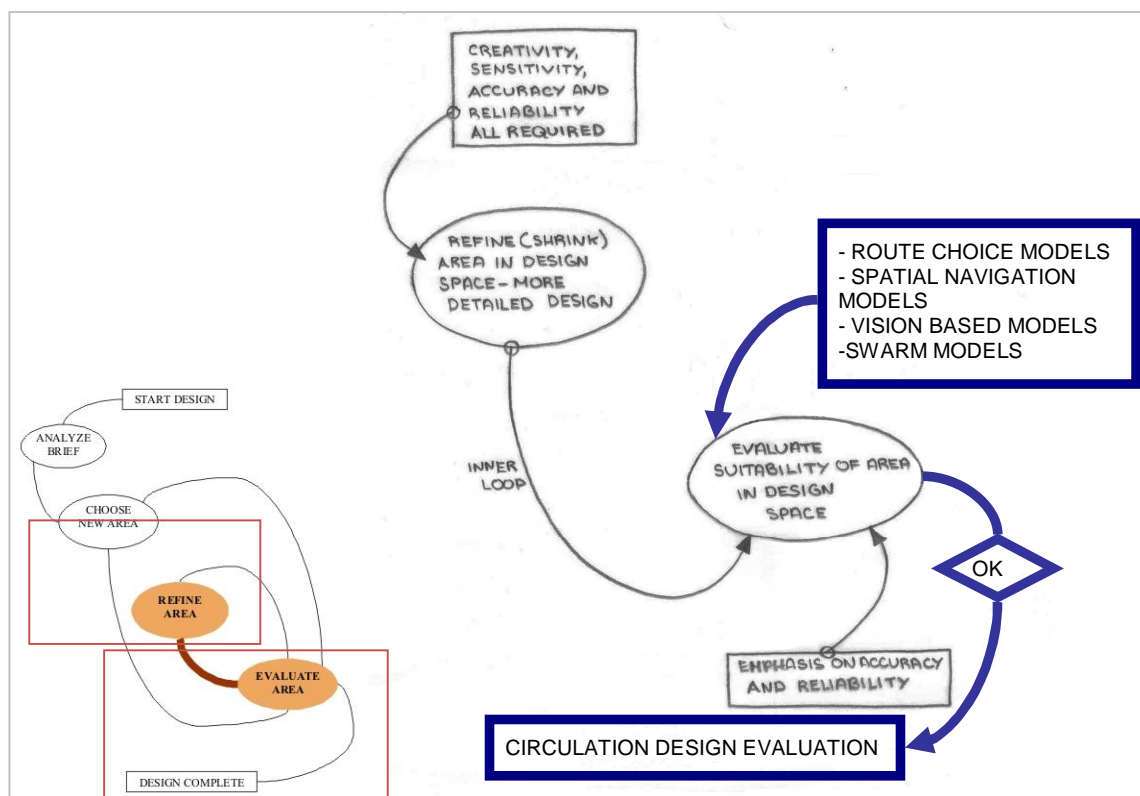 CREATIVITY,
SENSITIVITY,
ACCURACY AND
RELIABILITY
ALL REQUIRED
REFINE (SHRINK)
AREA IN DESIGN
SPACE - MORE
DETAILED DESIGN
- ROUTE CHOICE MODELS
- SPATIAL NAVIGATION
MODELS
- VISION BASED MODELS
-SWARM MODELS
START DESIGN
ANALYZE
BRIEF
CHOOSE
NEW AREA
REFINE
AREA
EVALUATE
AREA
DESIGN COMPLETE
INNER
LOOP
EVALUATE
SUITABILITY OF AREA
IN DESIGN
SPACE
OK
EMPHASIS ON ACCURACY
AND RELIABILITY
CIRCULATION DESIGN EVALUATION